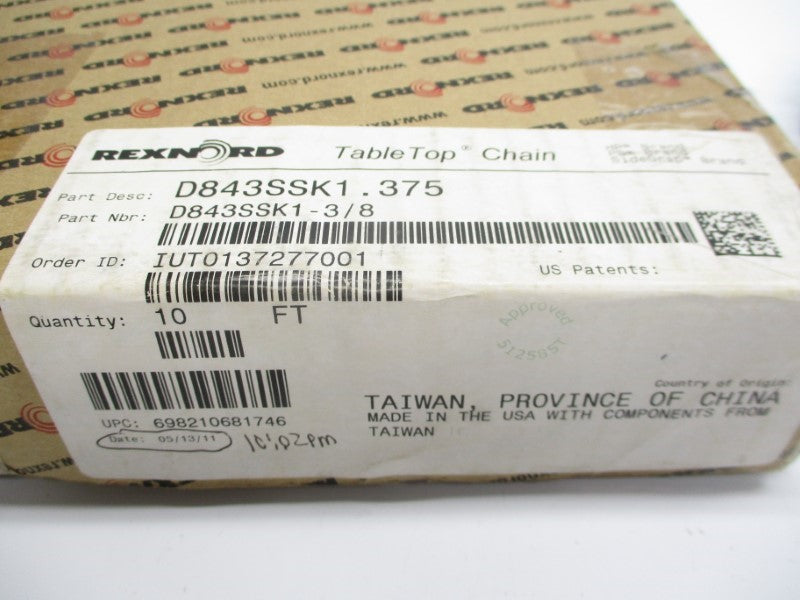 REXNORD TableTop® Chain
SideSnap® Brand
Part Desc: D843SSK1.375
Part Nbr: D843SSK1-3/8
Order ID: IUT0137277001
US Patents:
Quantity: 10 FT
Approved
Country of Origin:
TAIWAN, PROVINCE OF CHINA
MADE IN THE USA WITH COMPONENTS FROM
TAIWAN
UPC: 698210681746
Date: 05/13/11 10:02pm
REXNORD www.rexnord.com